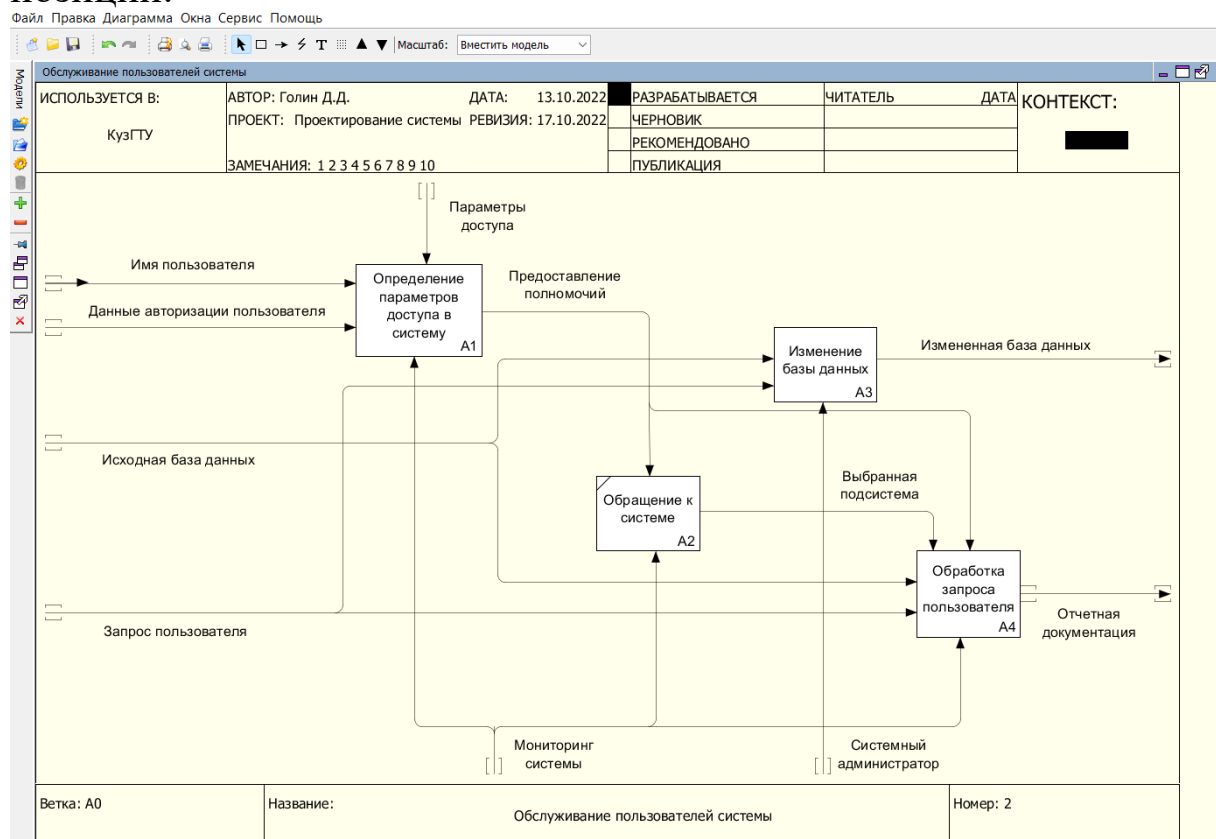 Файл Правка Диаграмма Окна Сервис Помощь
Масштаб: Вместить модель
Модели
Обслуживание пользователей системы
ИСПОЛЬЗУЕТСЯ В:
КузГТУ
АВТОР: Голин Д.Д.
ДАТА: 13.10.2022
ПРОЕКТ: Проектирование системы
РЕВИЗИЯ: 17.10.2022
ЗАМЕЧАНИЯ: 1 2 3 4 5 6 7 8 9 10
РАЗРАБАТЫВАЕТСЯ
ЧЕРНОВИК
РЕКОМЕНДОВАНО
ПУБЛИКАЦИЯ
ЧИТАТЕЛЬ
ДАТА
КОНТЕКСТ:
Параметры
доступа
Имя пользователя
Данные авторизации пользователя
Определение
параметров
доступа в
систему
A1
Предоставление
полномочий
Изменение
базы данных
A3
Измененная база данных
Исходная база данных
Обращение к
системе
A2
Выбранная
подсистема
Обработка
запроса
пользователя
A4
Запрос пользователя
Отчетная
документация
Мониторинг
системы
Системный
администратор
Ветка: A0
Название:
Обслуживание пользователей системы
Номер: 2